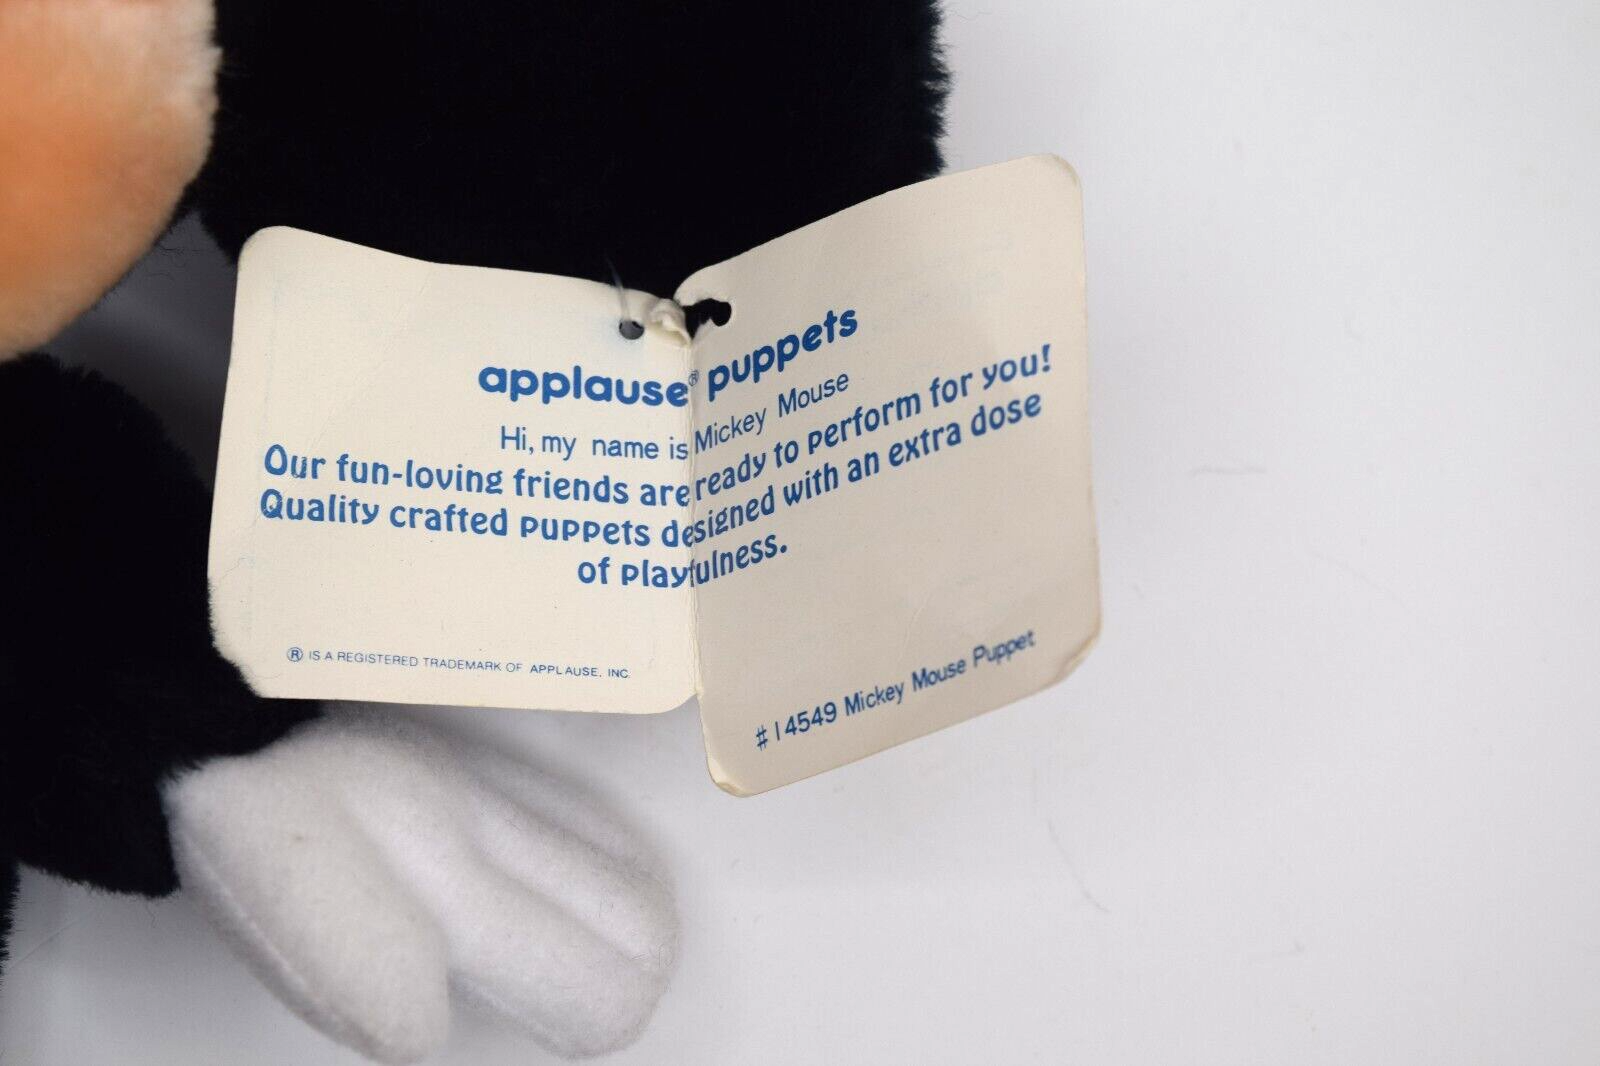 applause® puppets
Hi, my name is Mickey Mouse
Our fun-loving friends are ready to perform for you!
Quality crafted puppets designed with an extra dose
of playfulness.
® IS A REGISTERED TRADEMARK OF APPLAUSE, INC.
#14549 Mickey Mouse Puppet